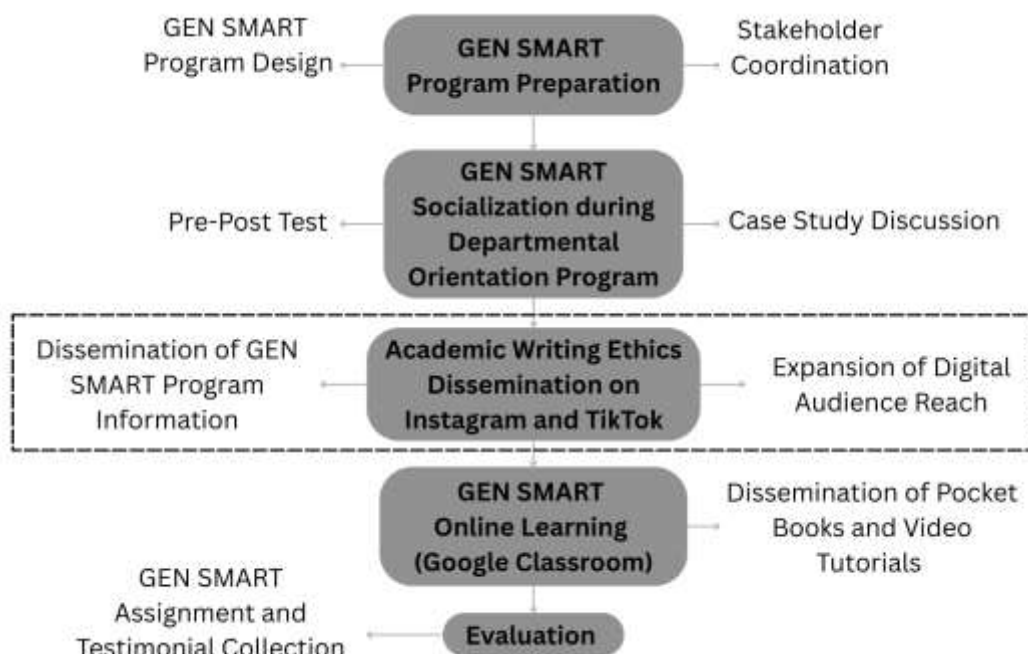 GEN SMART
Program Design
GEN SMART
Program Preparation
Stakeholder
Coordination
Pre-Post Test
GEN SMART
Socialization during
Departmental
Orientation Program
Case Study Discussion
Dissemination of GEN
SMART Program
Information
Academic Writing Ethics
Dissemination on
Instagram and TikTok
Expansion of Digital
Audience Reach
GEN SMART
Online Learning
(Google Classroom)
Dissemination of Pocket
Books and Video
Tutorials
GEN SMART
Assignment and
Testimonial Collection
Evaluation